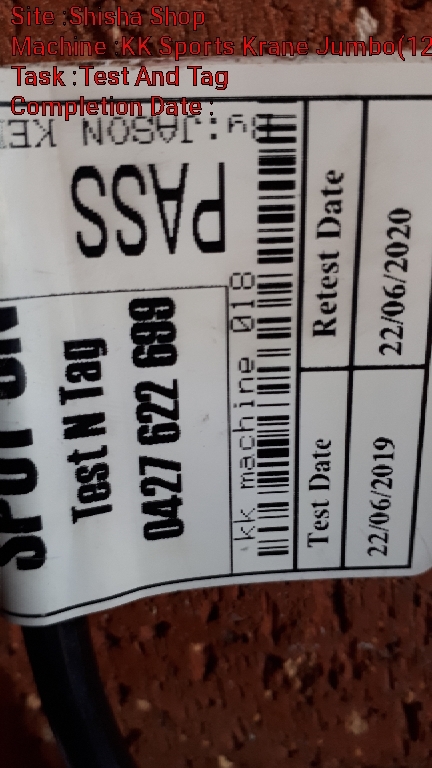 Site :Shisha Shop
Machine :KK Sports Krane Jumbo(12
Task :Test And Tag
Completion Date :
By:JASON KE
PASS
Test N Tag
0427 622 699
kk machine 018
Test Date
Retest Date
22/06/2019
22/06/2020